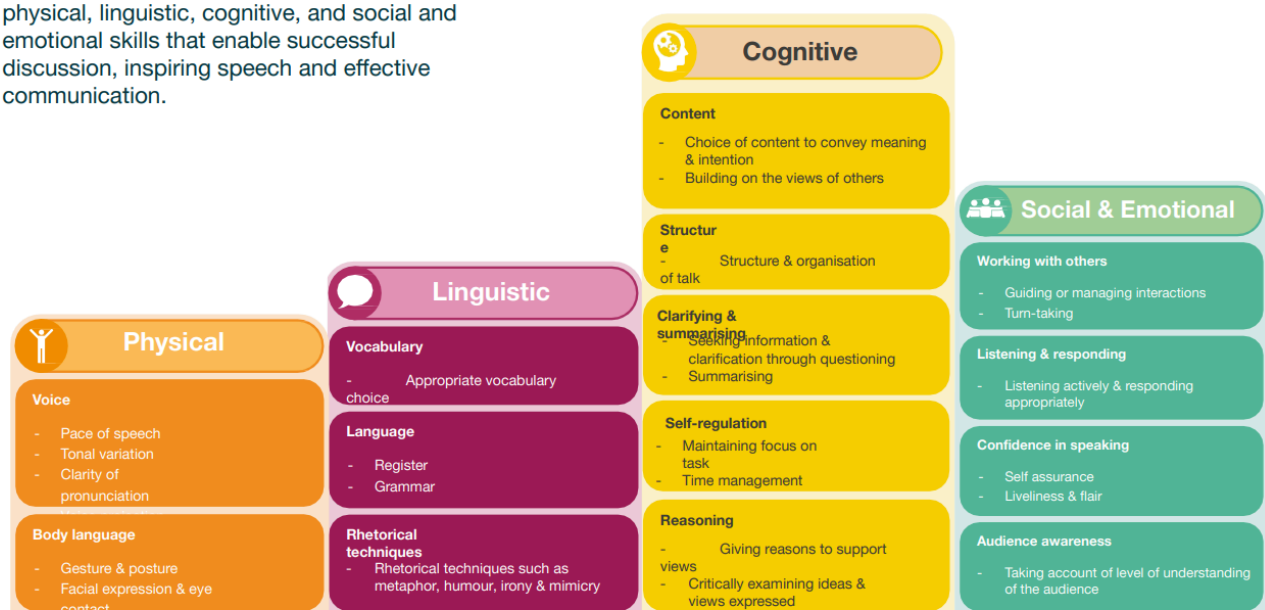 physical, linguistic, cognitive, and social and
emotional skills that enable successful
discussion, inspiring speech and effective
communication.
Physical
Voice
- Pace of speech
- Tonal variation
- Clarity of
pronunciation
Body language
- Gesture & posture
- Facial expression & eye
contact
Linguistic
Vocabulary
- Appropriate vocabulary
choice
Language
- Register
- Grammar
Rhetorical
techniques
- Rhetorical techniques such as
metaphor, humour, irony & mimicry
Cognitive
Content
- Choice of content to convey meaning
& intention
- Building on the views of others
Structur
e
- Structure & organisation
of talk
Clarifying &
summarising
- Seeking information &
clarification through questioning
- Summarising
Self-regulation
- Maintaining focus on
task
- Time management
Reasoning
- Giving reasons to support
views
- Critically examining ideas &
views expressed
Social & Emotional
Working with others
- Guiding or managing interactions
- Turn-taking
Listening & responding
- Listening actively & responding
appropriately
Confidence in speaking
- Self assurance
- Liveliness & flair
Audience awareness
- Taking account of level of understanding
of the audience